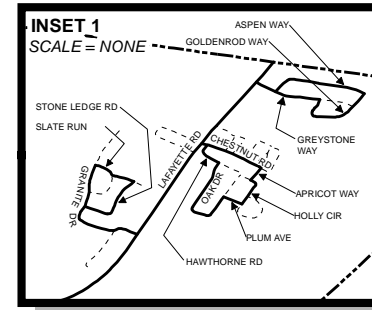 INSET 1
SCALE = NONE
ASPEN WAY
GOLDENROD WAY
STONE LEDGE RD
SLATE RUN
LAFAYETTE RD
CHESTNUT RD
GREYSTONE
WAY
GRANITE DR
OAK DR
APRICOT WAY
HOLLY CIR
PLUM AVE
HAWTHORNE RD